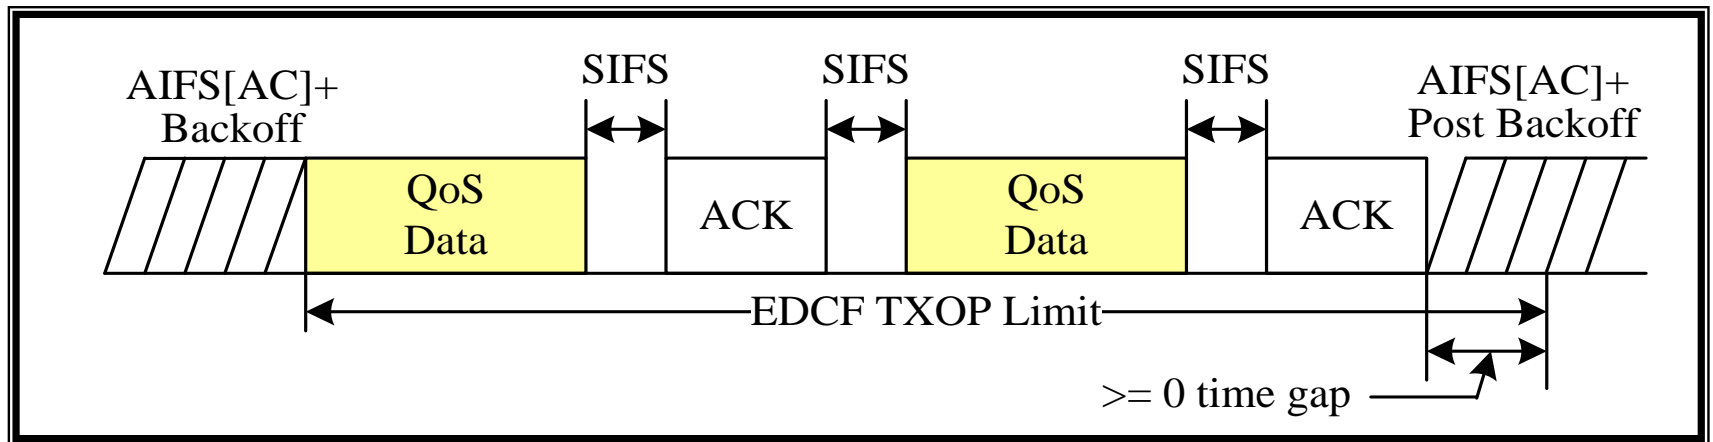 SIFS
SIFS
SIFS
AIFS[AC]+
Backoff
AIFS[AC]+
Post Backoff
QoS
Data
ACK
QoS
Data
ACK
EDCF TXOP Limit
>= 0 time gap